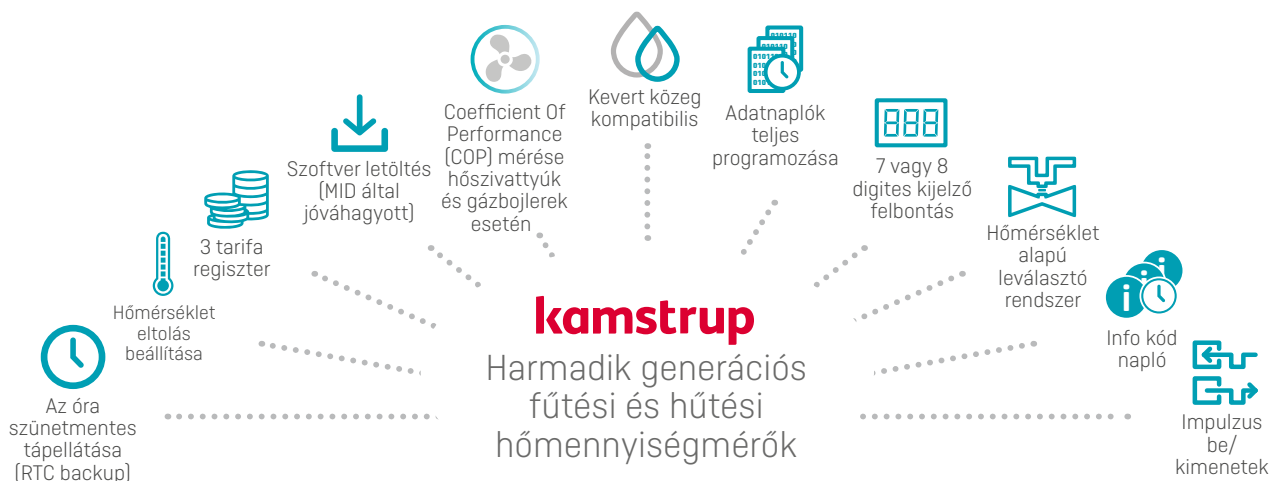 Az óra
szünetmentes
tápellátása
(RTC backup)
Hőmérséklet
eltolás
beállítása
3 tarifa
regiszter
Szoftver letöltés
(MID által
jóváhagyott)
Coefficient Of
Performance
(COP) mérése
hőszivattyúk
és gázbojlerek
esetén
Kevert közeg
kompatibilis
Adatnaplók
teljes
programozása
7 vagy 8
digites kijelző
felbontás
Hőmérséklet
alapú
leválasztó
rendszer
Info kód
napló
Impulzus
be/
kimenetek
kamstrup
Harmadik generációs
fűtési és hűtési
hőmennyiségmérők